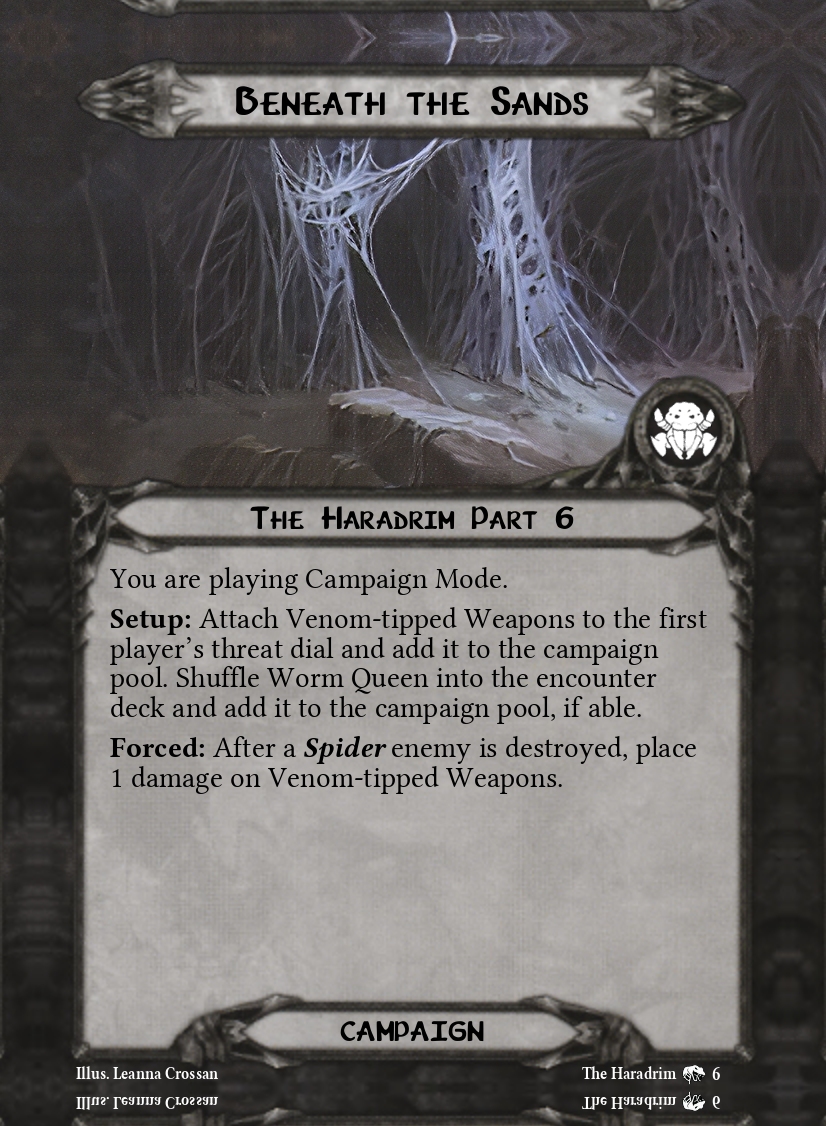 Beneath the Sands
The Haradrim Part 6
You are playing Campaign Mode.
Setup: Attach Venom-tipped Weapons to the first
player’s threat dial and add it to the campaign
pool. Shuffle Worm Queen into the encounter
deck and add it to the campaign pool, if able.
Forced: After a Spider enemy is destroyed, place
1 damage on Venom-tipped Weapons.
CAMPAIGN
Illus. Leanna Crossan
The Haradrim 6
Illus. Leanna Crossan
The Haradrim 6